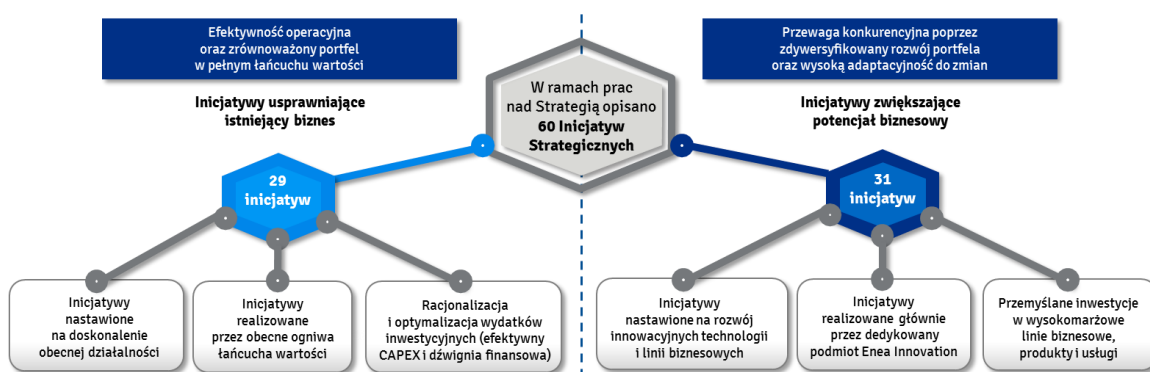 Efektywność operacyjna
oraz zrównoważony portfel
w pełnym łańcuchu wartości
Inicjatywy usprawniające
istniejący biznes
W ramach prac
nad Strategią opisano
60 Inicjatyw
Strategicznych
Przewaga konkurencyjna poprzez
zdywersyfikowany rozwój portfela
oraz wysoką adaptacyjność do zmian
Inicjatywy zwiększające
potencjał biznesowy
29
inicjatyw
31
inicjatyw
Inicjatywy
nastawione
na doskonalenie
obecnej działalności
Inicjatywy
realizowane
przez obecne ogniwa
łańcucha wartości
Racjonalizacja
i optymalizacja wydatków
inwestycyjnych (efektywny
CAPEX i dźwignia finansowa)
Inicjatywy
nastawione na rozwój
innowacyjnych technologii
i linii biznesowych
Inicjatywy
realizowane głównie
przez dedykowany
podmiot Enea Innovation
Przemyślane inwestycje
w wysokomarżowe
linie biznesowe,
produkty i usługi